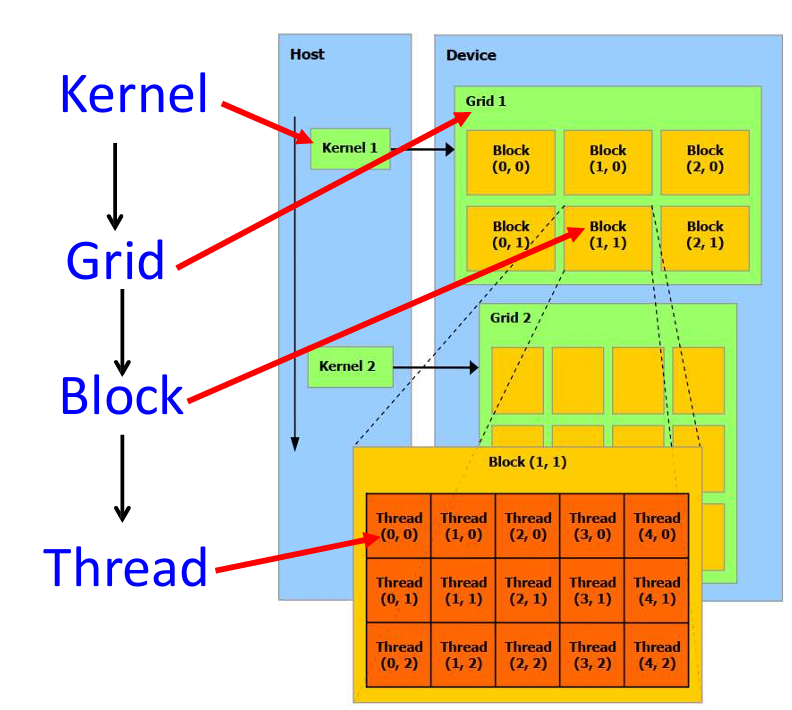 Kernel
Grid
Block
Thread
Host
Kernel 1
Kernel 2
Device
Grid 1
Block
(0, 0)
Block
(1, 0)
Block
(2, 0)
Block
(0, 1)
Block
(1, 1)
Block
(2, 1)
Grid 2
Block (1, 1)
Thread
(0, 0)
Thread
(1, 0)
Thread
(2, 0)
Thread
(3, 0)
Thread
(4, 0)
Thread
(0, 1)
Thread
(1, 1)
Thread
(2, 1)
Thread
(3, 1)
Thread
(4, 1)
Thread
(0, 2)
Thread
(1, 2)
Thread
(2, 2)
Thread
(3, 2)
Thread
(4, 2)